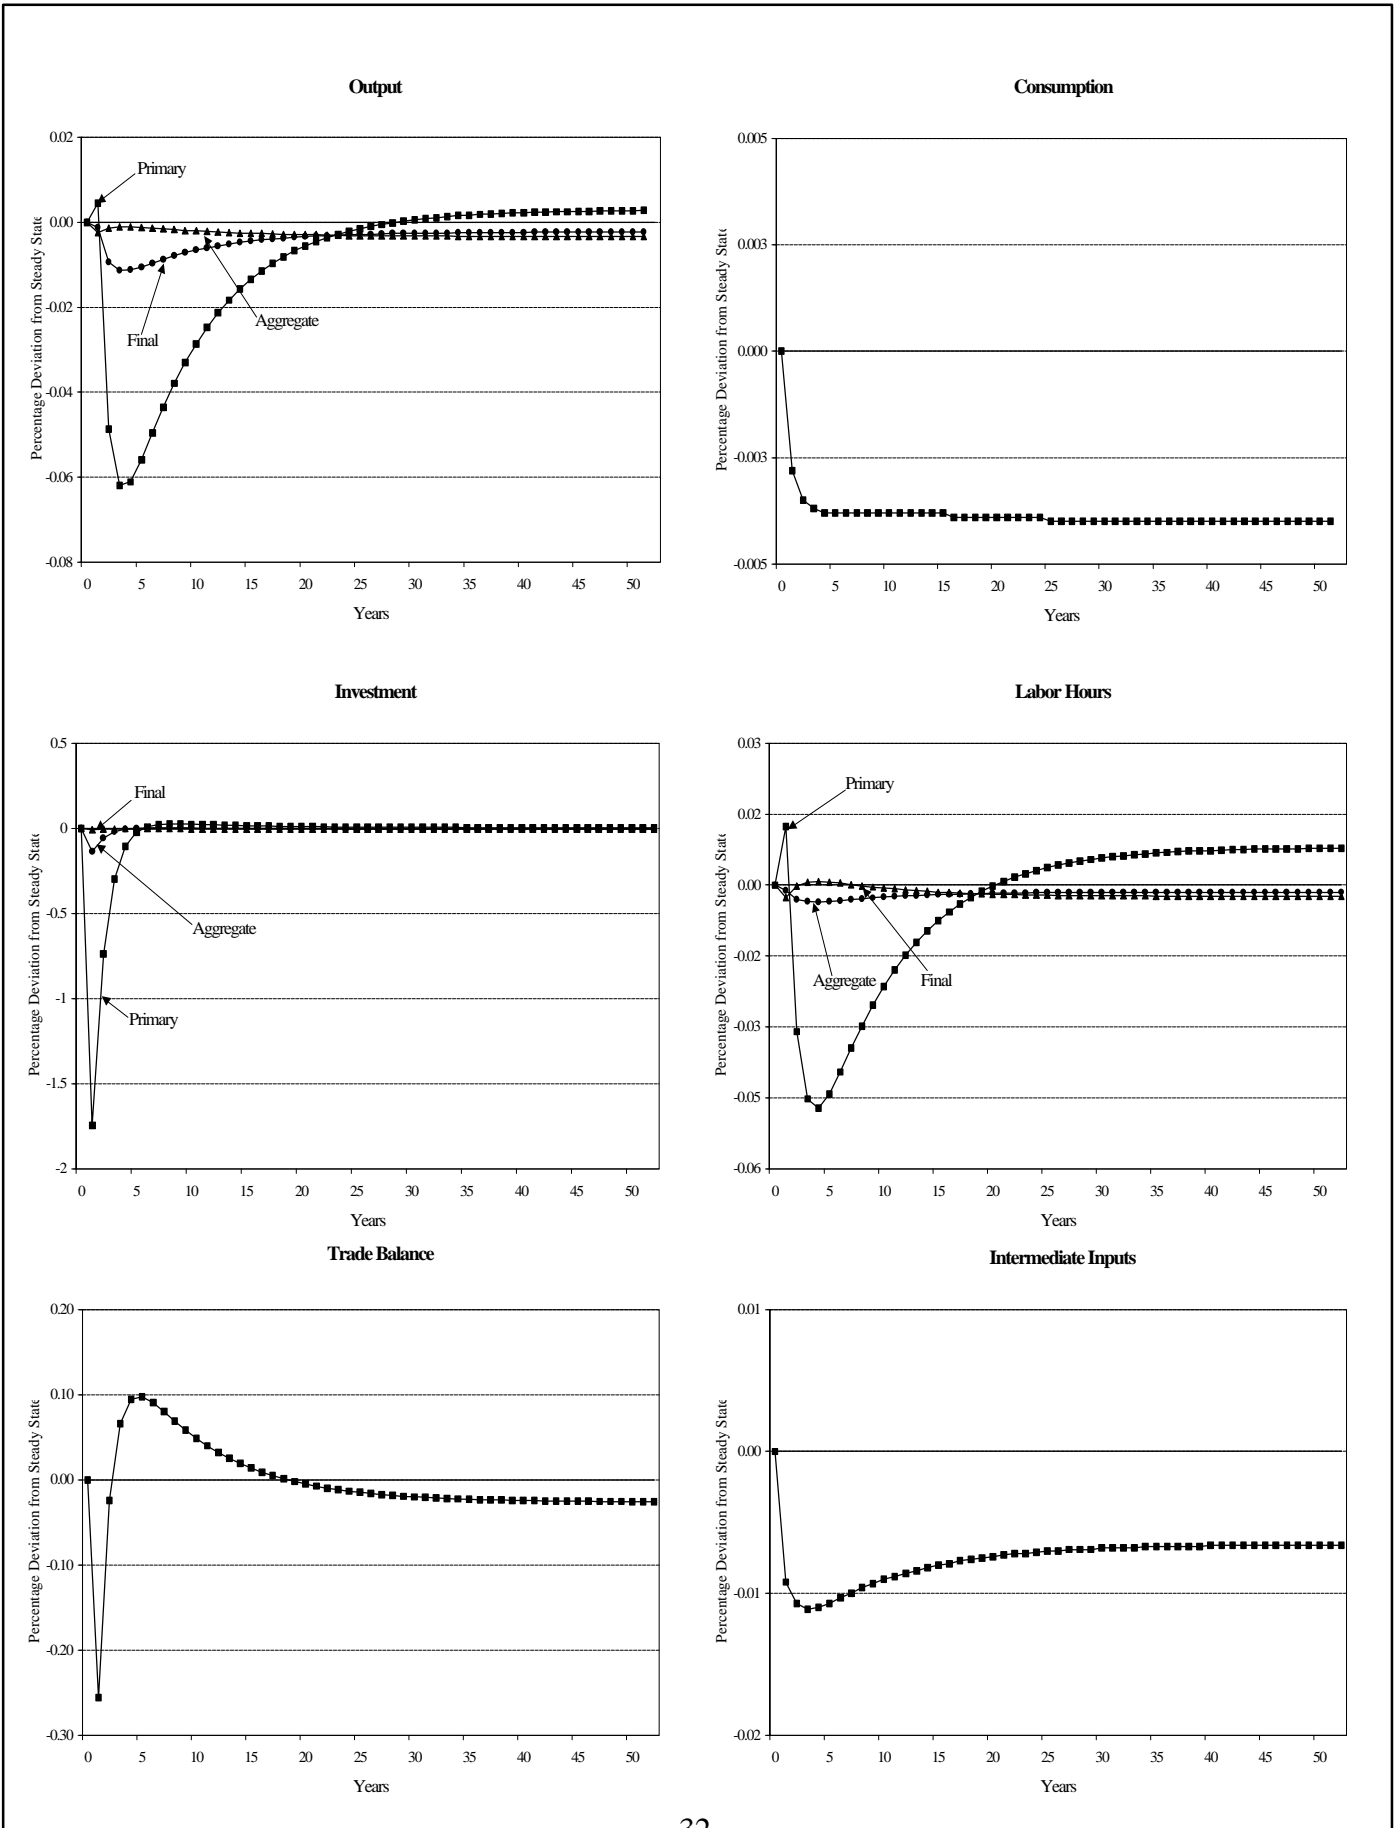 Output
Percentage Deviation from Steady State
0.02
0.00
-0.02
-0.04
-0.06
-0.08
Primary
Final
Aggregate
0 5 10 15 20 25 30 35 40 45 50
Years
Consumption
Percentage Deviation from Steady State
0.005
0.003
0.000
-0.003
-0.005
0 5 10 15 20 25 30 35 40 45 50
Years
Investment
Percentage Deviation from Steady State
0.5
0
-0.5
-1
-1.5
-2
Final
Aggregate
Primary
0 5 10 15 20 25 30 35 40 45 50
Years
Labor Hours
Percentage Deviation from Steady State
0.03
0.02
0.00
-0.02
-0.03
-0.05
-0.06
Primary
Aggregate
Final
0 5 10 15 20 25 30 35 40 45 50
Years
Trade Balance
Percentage Deviation from Steady State
0.20
0.10
0.00
-0.10
-0.20
-0.30
0 5 10 15 20 25 30 35 40 45 50
Years
Intermediate Inputs
Percentage Deviation from Steady State
0.01
0.00
-0.01
-0.02
0 5 10 15 20 25 30 35 40 45 50
Years
32